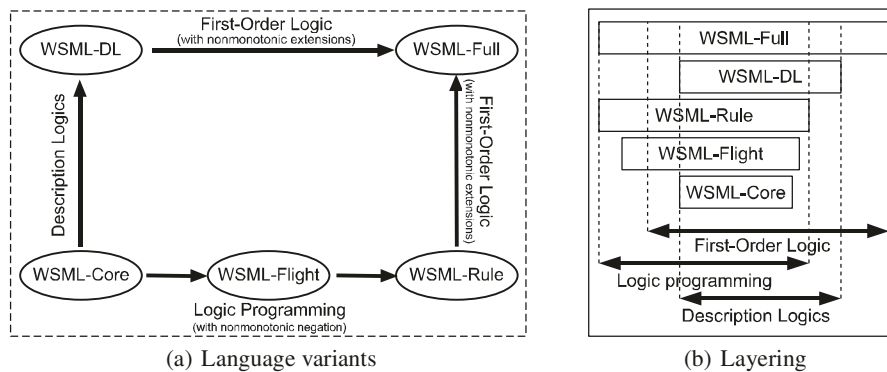 First-Order Logic
(with nonmonotonic extensions)
WSML-DL
WSML-Full
Description Logics
First-Order Logic
(with nonmonotonic extensions)
WSML-Core
WSML-Flight
WSML-Rule
Logic Programming
(with nonmonotonic negation)
(a) Language variants
WSML-Full
WSML-DL
WSML-Rule
WSML-Flight
WSML-Core
First-Order Logic
Logic programming
Description Logics
(b) Layering